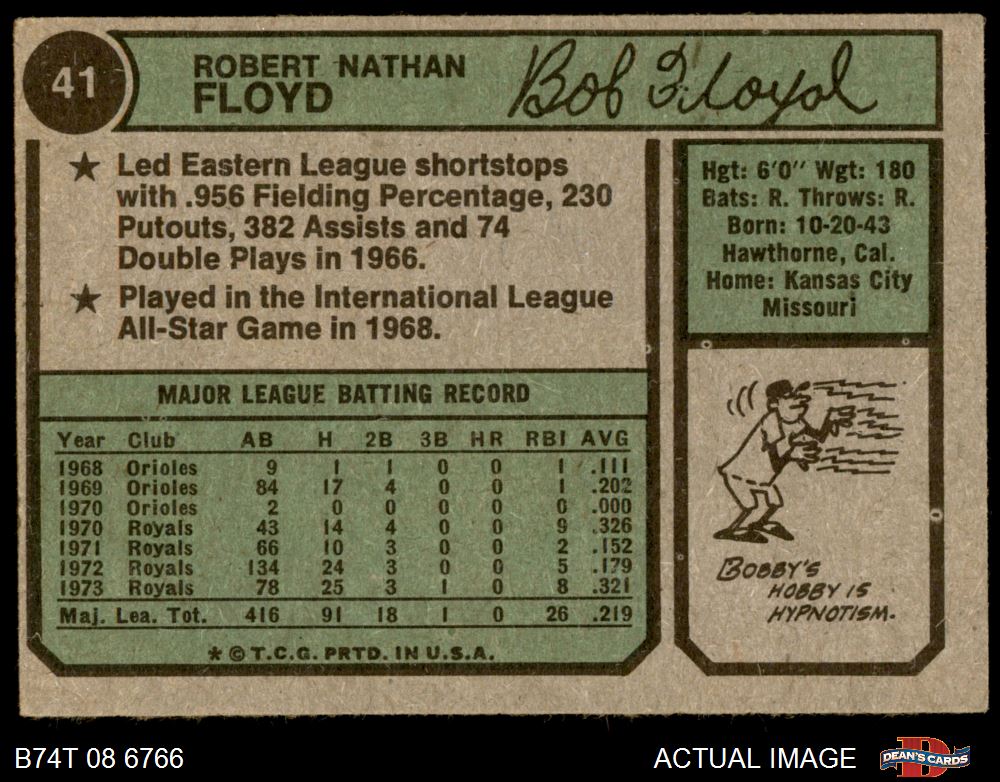 41
ROBERT NATHAN
FLOYD
Bob Floyd
★ Led Eastern League shortstops
with .956 Fielding Percentage, 230
Putouts, 382 Assists and 74
Double Plays in 1966.
★ Played in the International League
All-Star Game in 1968.
Hgt: 6'0" Wgt: 180
Bats: R. Throws: R.
Born: 10-20-43
Hawthorne, Cal.
Home: Kansas City
Missouri
MAJOR LEAGUE BATTING RECORD
Year Club AB H 2B 3B HR RBI AVG
1968 Orioles 9 1 1 0 0 1 .111
1969 Orioles 84 17 4 0 0 1 .202
1970 Orioles 2 0 0 0 0 0 .000
1970 Royals 43 14 4 0 0 9 .326
1971 Royals 66 10 3 0 0 2 .152
1972 Royals 134 24 3 0 0 5 .179
1973 Royals 78 25 3 1 0 8 .321
Maj. Lea. Tot. 416 91 18 1 0 26 .219
* © T.C.G. PRTD. IN U.S.A.
BOBBY'S
HOBBY IS
HYPNOTISM.
B74T 08 6766
ACTUAL IMAGE
DEAN'S CARDS